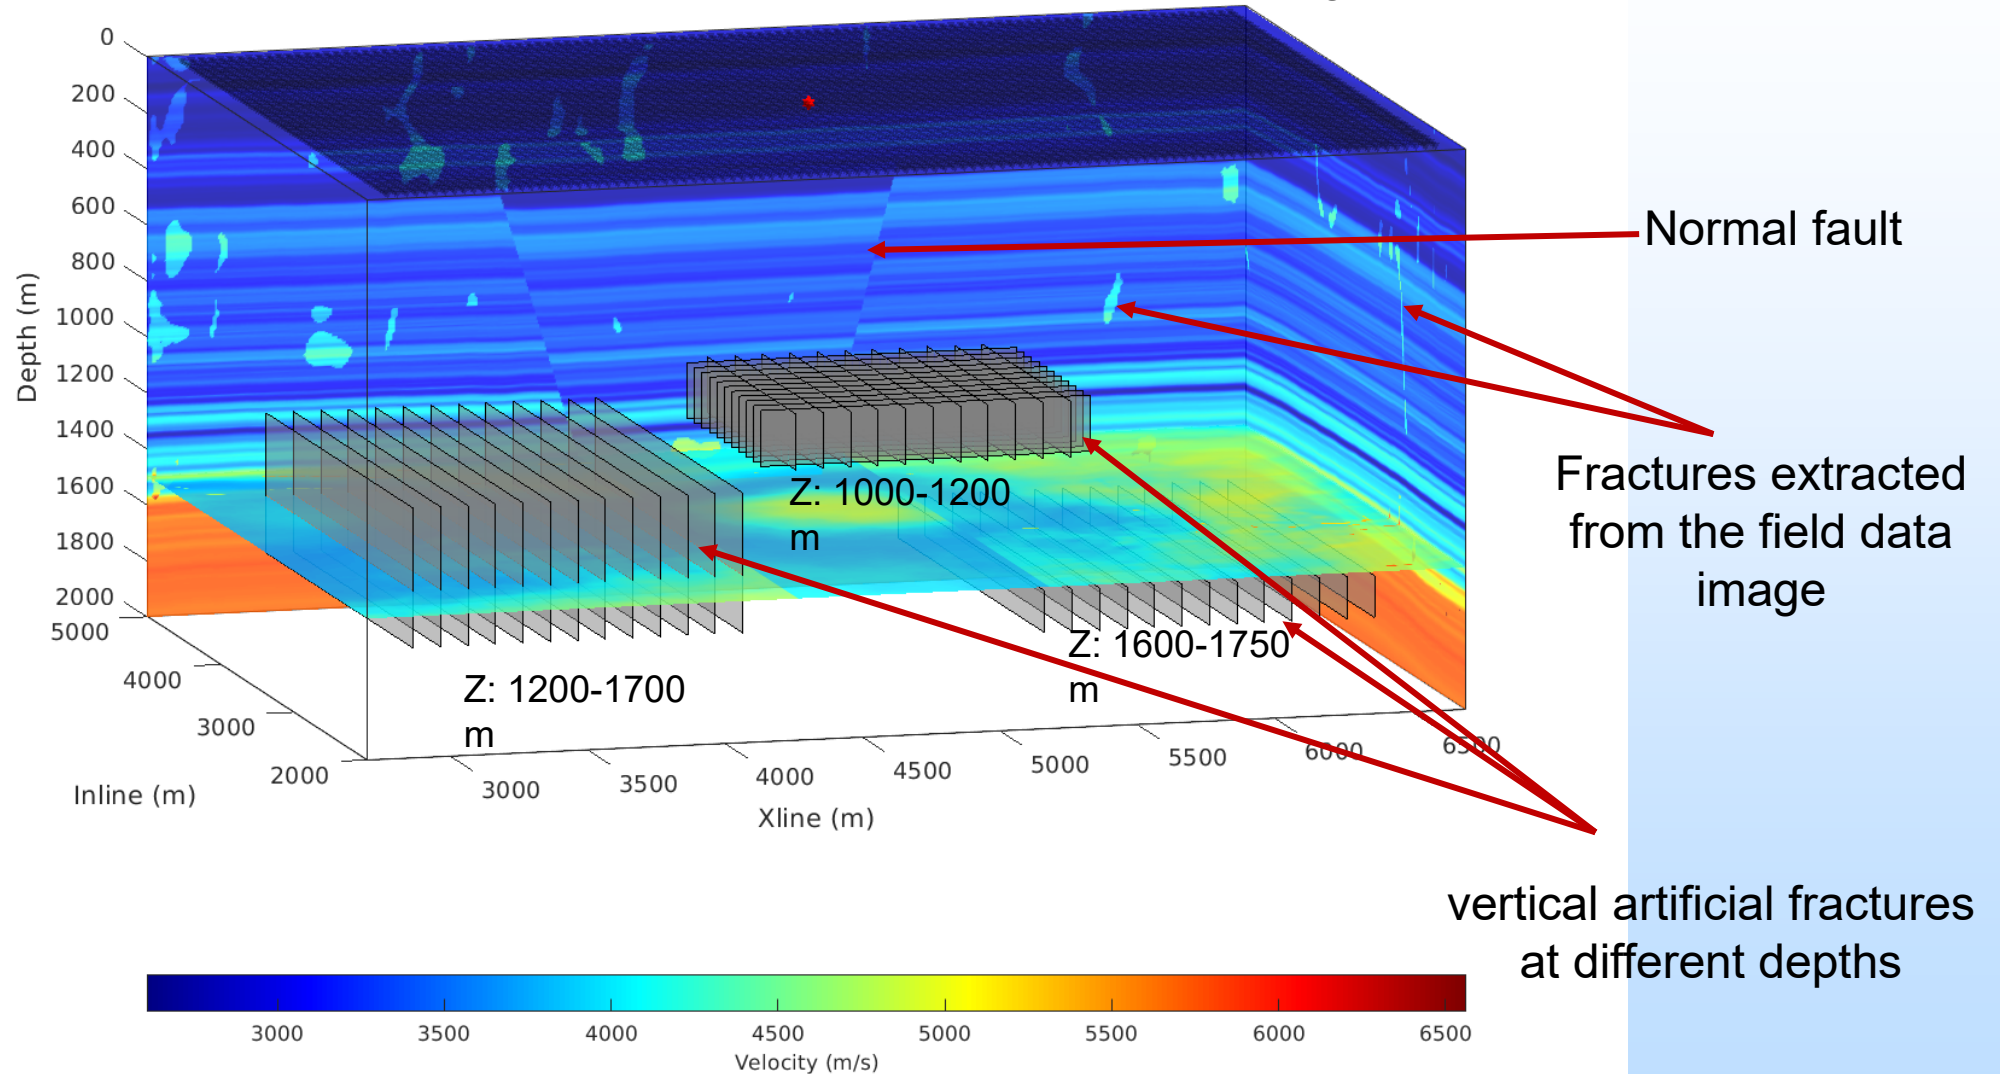 0
200
400
600
800
1000
1200
1400
1600
1800
2000
Depth (m)
5000
4000
3000
2000
Inline (m)
3000
3500
4000
4500
5000
5500
6000
6500
Xline (m)
Normal fault
Fractures extracted
from the field data
image
Z: 1000-1200
m
Z: 1600-1750
m
Z: 1200-1700
m
vertical artificial fractures
at different depths
3000
3500
4000
4500
5000
5500
6000
6500
Velocity (m/s)